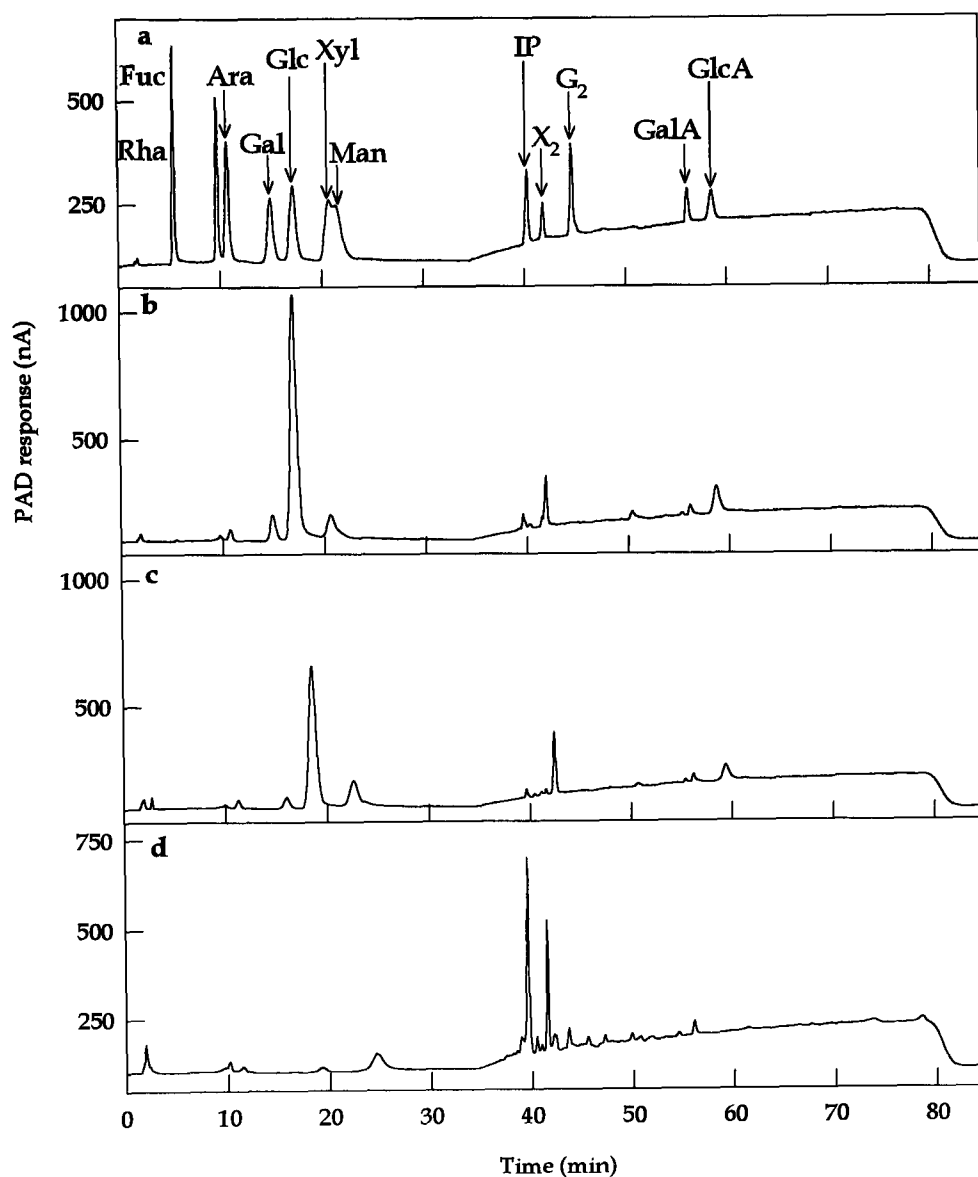 a
Fuc
Rha
Ara
Gal
Glc
Xyl
Man
IP
X2
G2
GalA
GlcA
500
250
b
1000
500
c
1000
500
d
750
500
250
PAD response (nA)
0 10 20 30 40 50 60 70 80
Time (min)